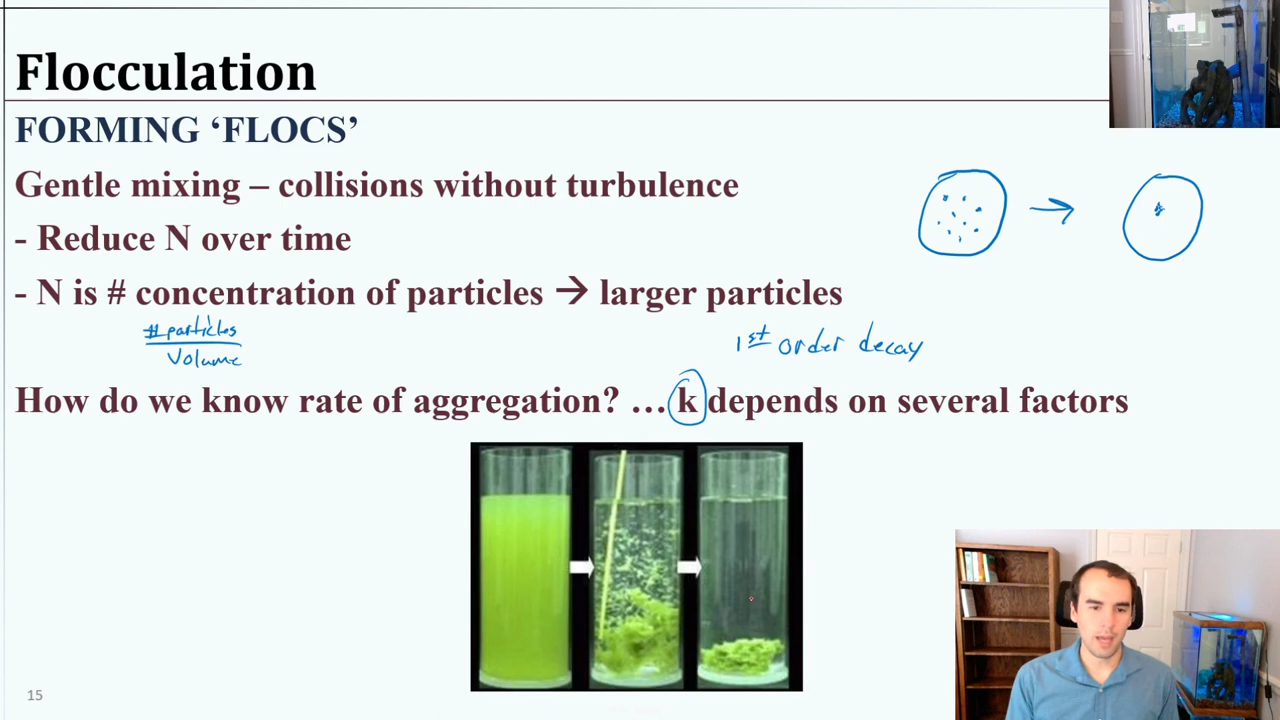 Flocculation
FORMING ‘FLOCS’
Gentle mixing – collisions without turbulence
- Reduce N over time
- N is # concentration of particles → larger particles
# particles
Volume
1st order decay
How do we know rate of aggregation? … k depends on several factors
15